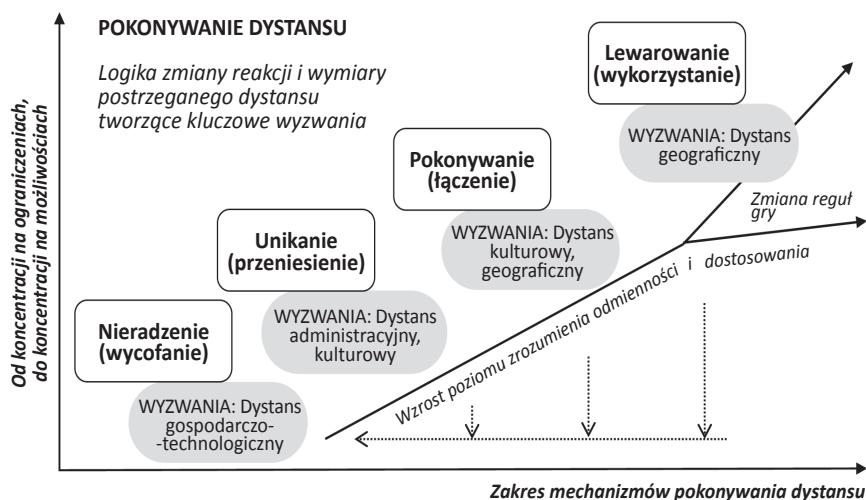 POKONYWANIE DYSTANSU
Logika zmiany reakcji i wymiary
postrzeganego dystansu
tworzące kluczowe wyzwania
Od koncentracji na ograniczeniach,
do koncentracji na możliwościach
Lewarowanie
(wykorzystanie)
WYZWANIA: Dystans
geograficzny
Pokonywanie
(łączenie)
WYZWANIA: Dystans
kulturowy,
geograficzny
Unikanie
(przeniesienie)
WYZWANIA: Dystans
administracyjny,
kulturowy
Nieradzenie
(wycofanie)
WYZWANIA: Dystans
gospodarczo-
-technologiczny
Zmiana reguł
gry
Wzrost poziomu zrozumienia odmienności i dostosowania
Zakres mechanizmów pokonywania dystansu